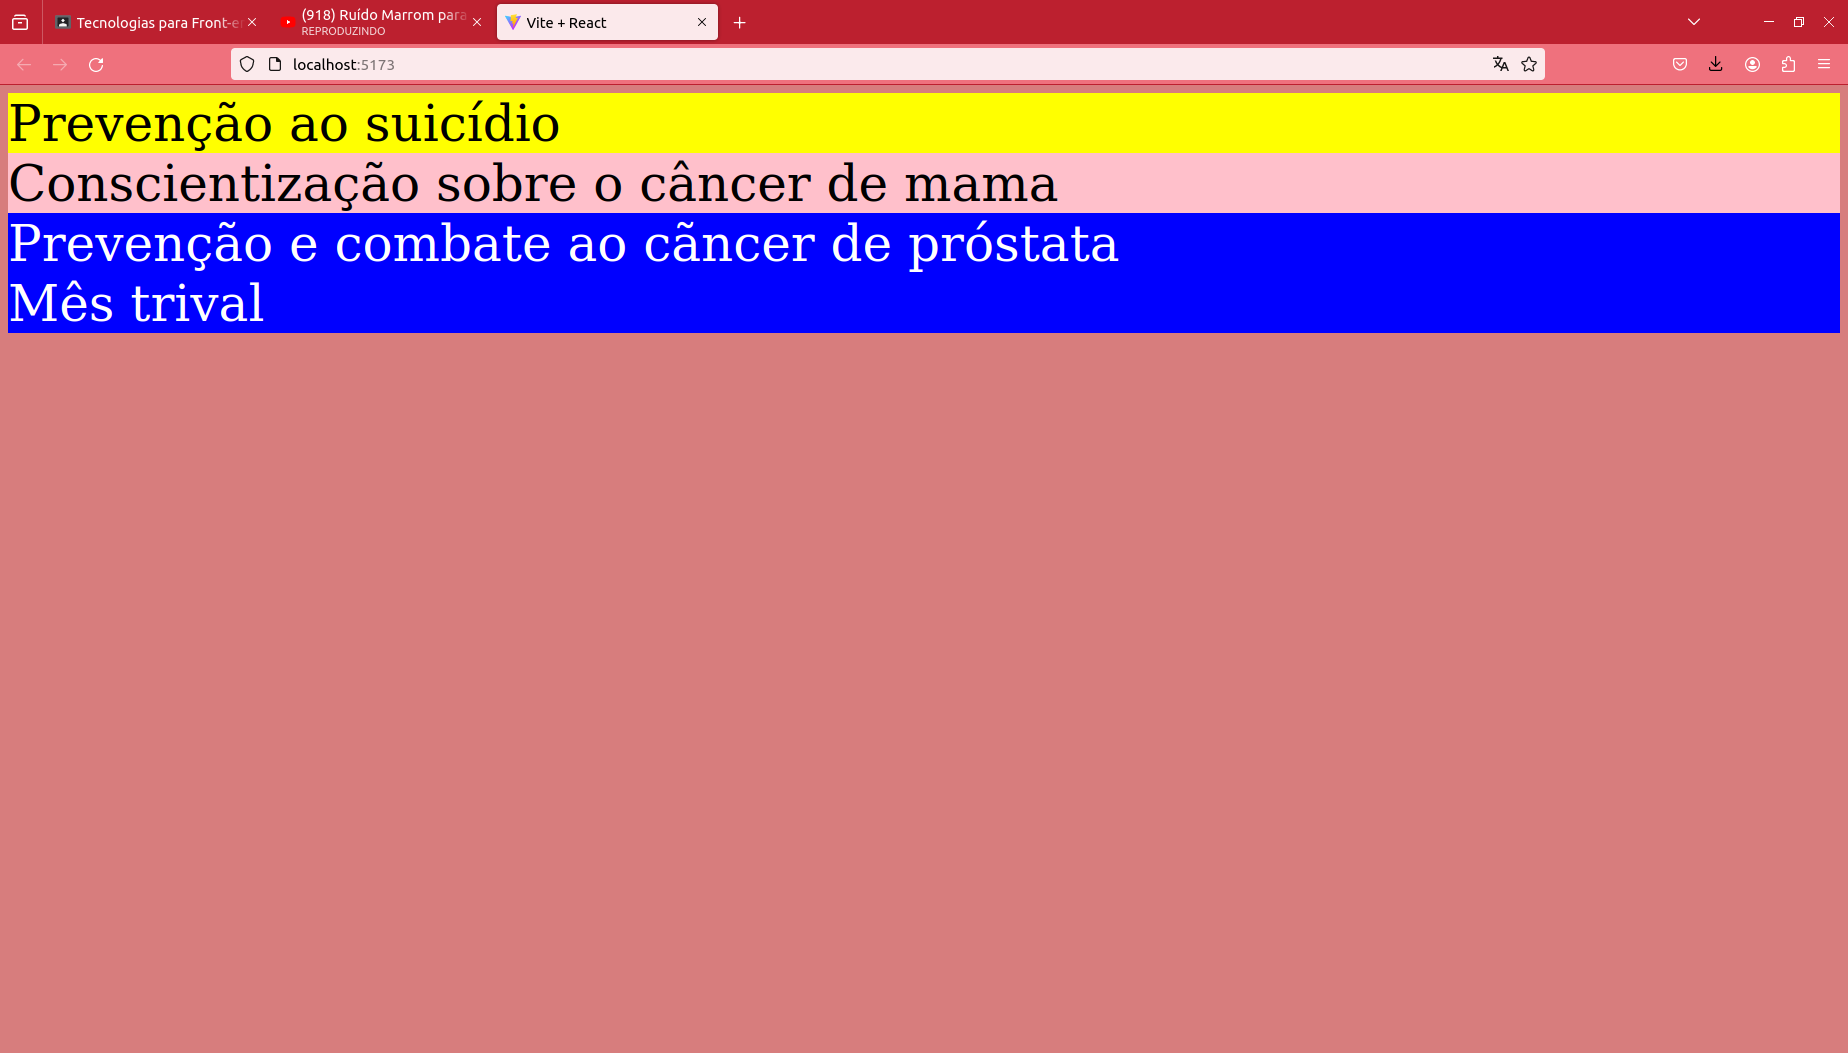 Tecnologias para Front-e
(918) Ruído Marrom para
REPRODUZINDO
Vite + React
localhost:5173
Prevenção ao suicídio
Conscientização sobre o câncer de mama
Prevenção e combate ao cãncer de próstata
Mês trival